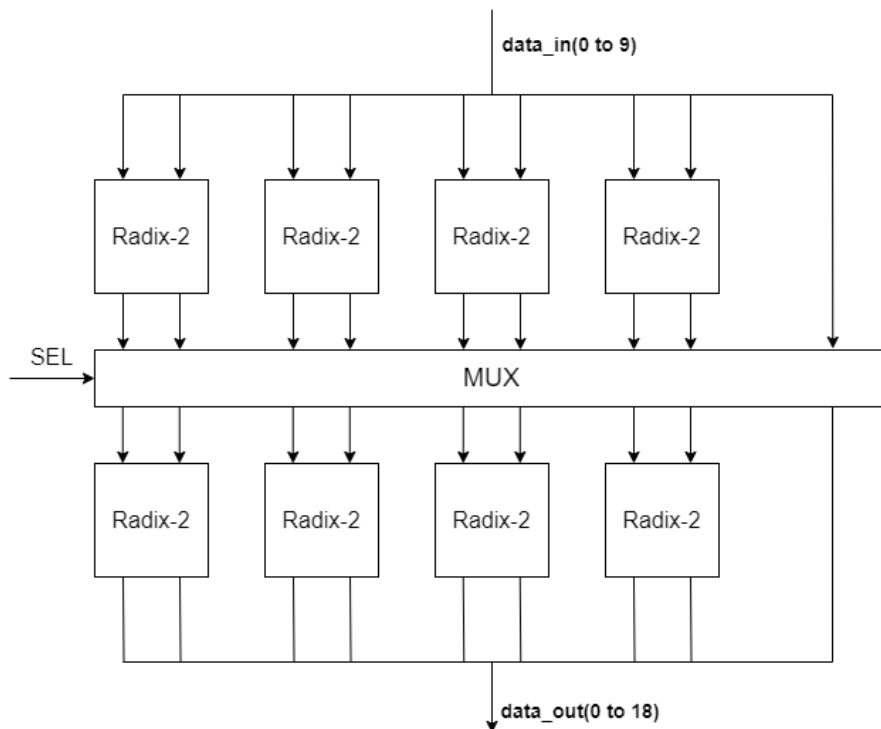 data_in(0 to 9)
Radix-2
Radix-2
Radix-2
Radix-2
SEL
MUX
Radix-2
Radix-2
Radix-2
Radix-2
data_out(0 to 18)